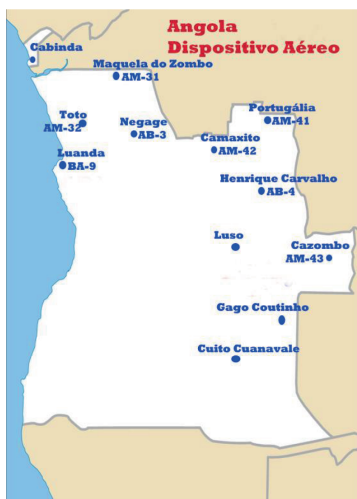 Angola
Dispositivo Aéreo
Cabinda
Maquela do Zombo
AM-31
Portugália
AM-41
Toto
AM-32
Negage
AB-3
Camaxito
AM-42
Luanda
BA-9
Henrique Carvalho
AB-4
Luso
Cazombo
AM-43
Gago Coutinho
Cuito Cuanavale